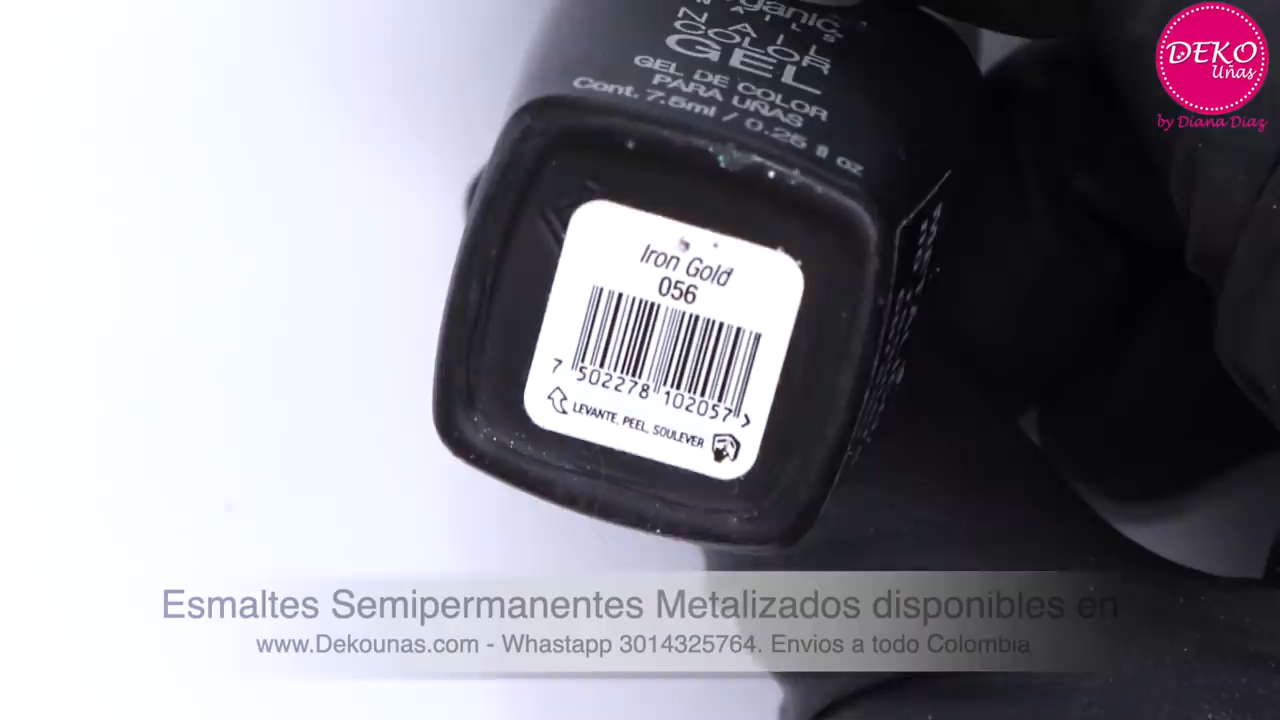 ganic
NAILS
NAIL
COLOR
GEL
GEL DE COLOR
PARA UÑAS
Cont. 7.5ml / 0.25 fl oz
DEKO
Uñas
by Diana Diaz
Iron Gold
056
7 502278 102057 >
LEVANTE, PEEL, SOULEVER
Esmaltes Semipermanentes Metalizados disponibles en
www.Dekounas.com - Whastapp 3014325764. Envios a todo Colombia